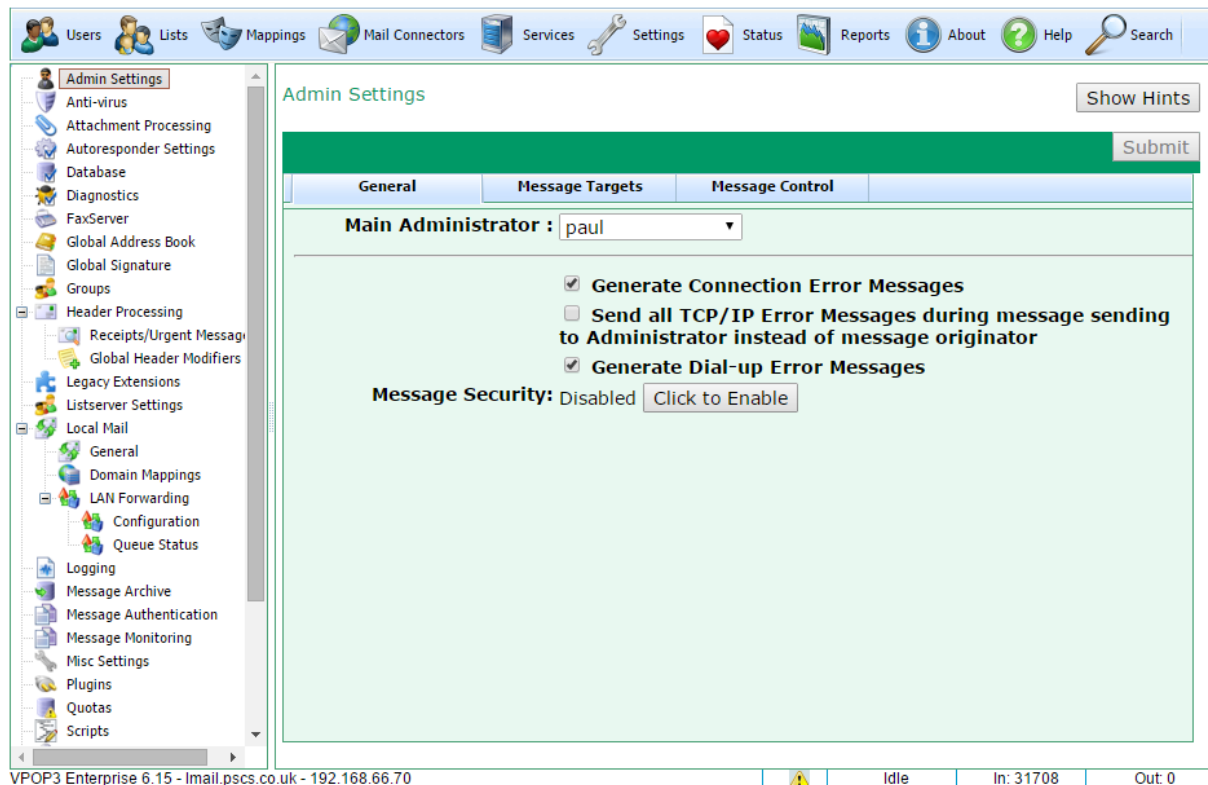 Users Lists Mappings Mail Connectors Services Settings Status Reports About Help Search
Admin Settings
Anti-virus
Attachment Processing
Autoresponder Settings
Database
Diagnostics
FaxServer
Global Address Book
Global Signature
Groups
Header Processing
Receipts/Urgent Messag
Global Header Modifiers
Legacy Extensions
Listserver Settings
Local Mail
General
Domain Mappings
LAN Forwarding
Configuration
Queue Status
Logging
Message Archive
Message Authentication
Message Monitoring
Misc Settings
Plugins
Quotas
Scripts
Admin Settings
Show Hints
Submit
General Message Targets Message Control
Main Administrator : paul
Generate Connection Error Messages
Send all TCP/IP Error Messages during message sending
to Administrator instead of message originator
Generate Dial-up Error Messages
Message Security: Disabled Click to Enable
VPOP3 Enterprise 6.15 - lmail.pscs.co.uk - 192.168.66.70 Idle In: 31708 Out: 0